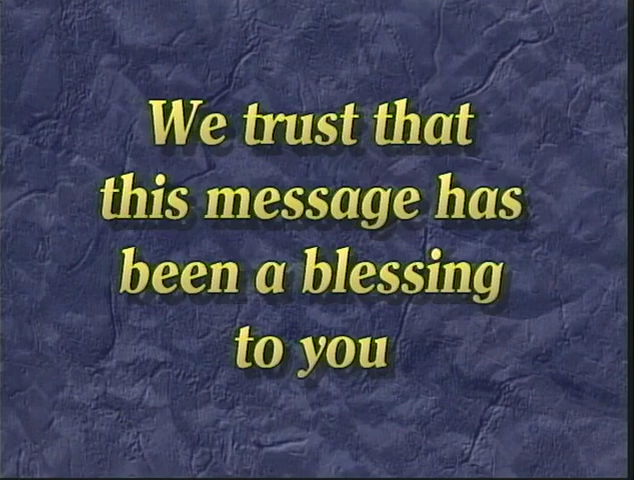 We trust that
this message has
been a blessing
to you